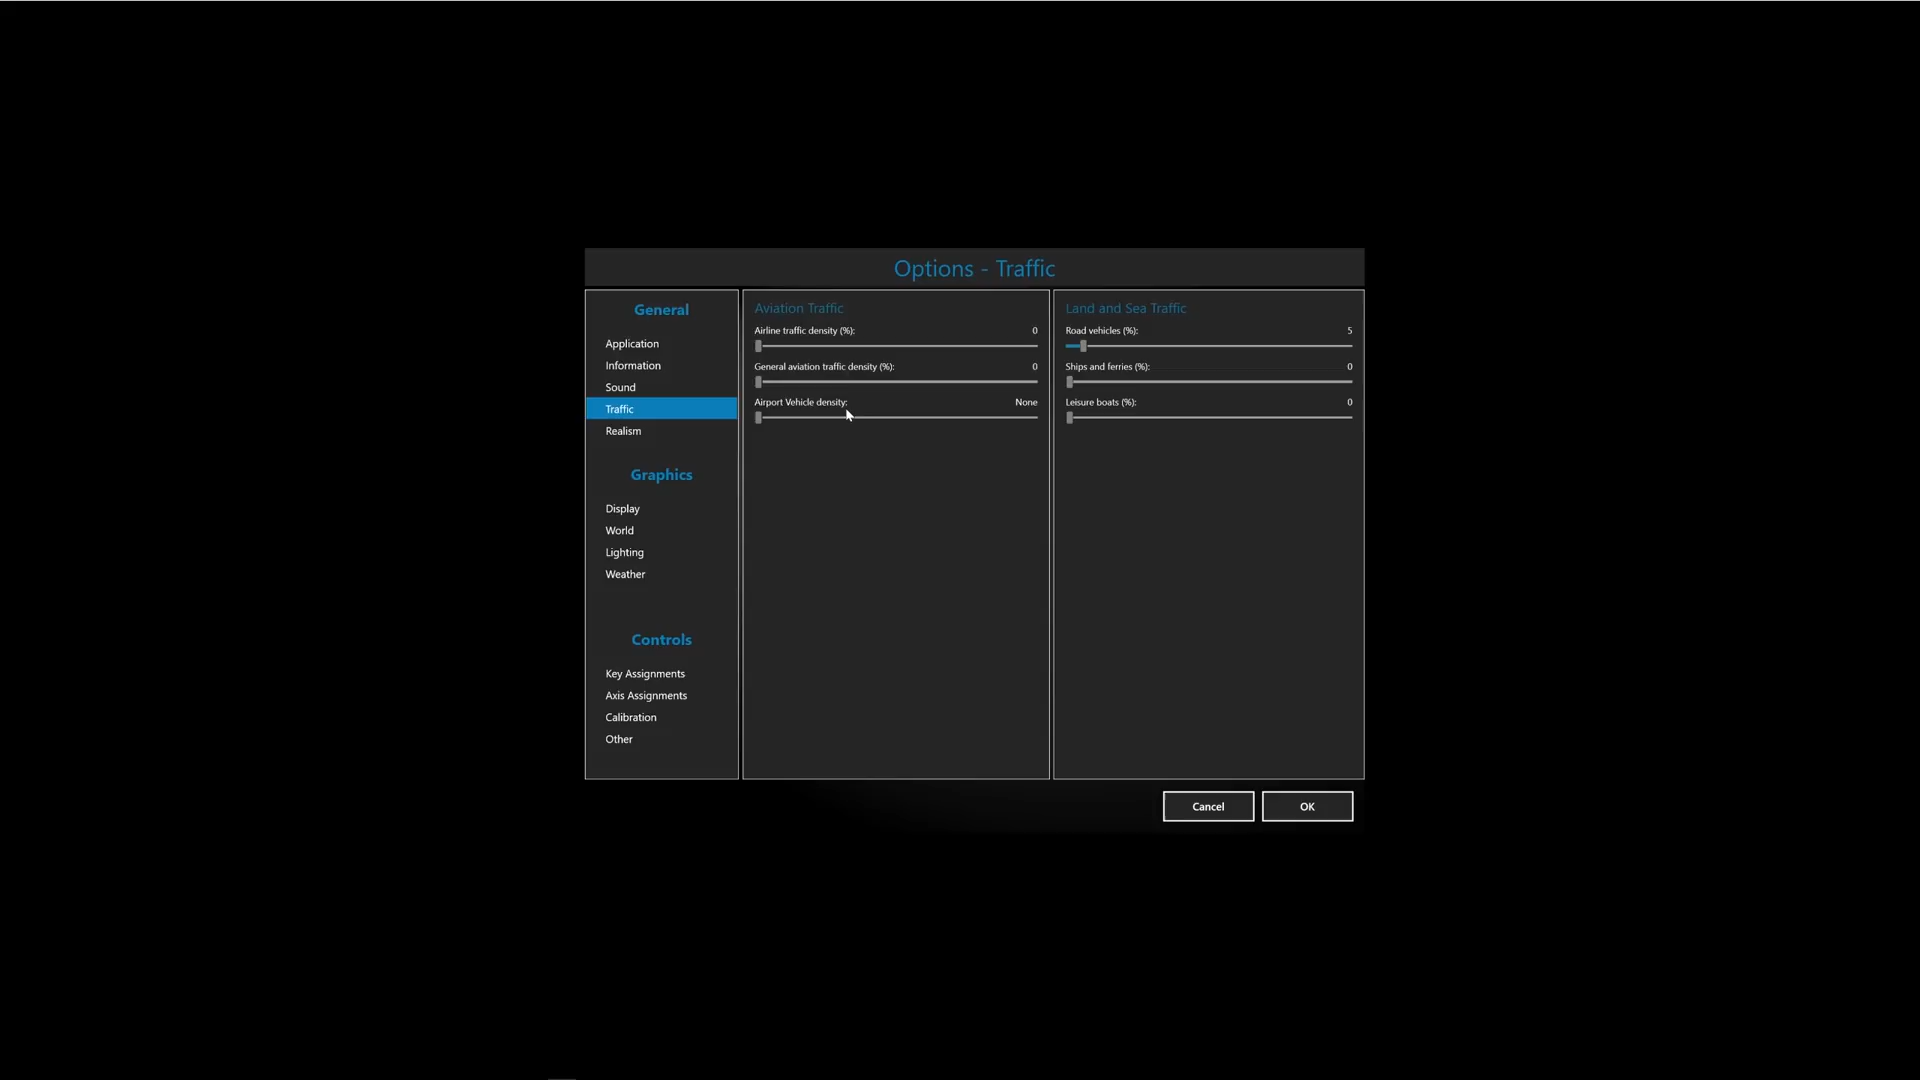 Options - Traffic
General
Application
Information
Sound
Traffic
Realism
Graphics
Display
World
Lighting
Weather
Controls
Key Assignments
Axis Assignments
Calibration
Other
Aviation Traffic
Airline traffic density (%): 0
General aviation traffic density (%): 0
Airport Vehicle density: None
Land and Sea Traffic
Road vehicles (%): 5
Ships and ferries (%): 0
Leisure boats (%): 0
Cancel OK